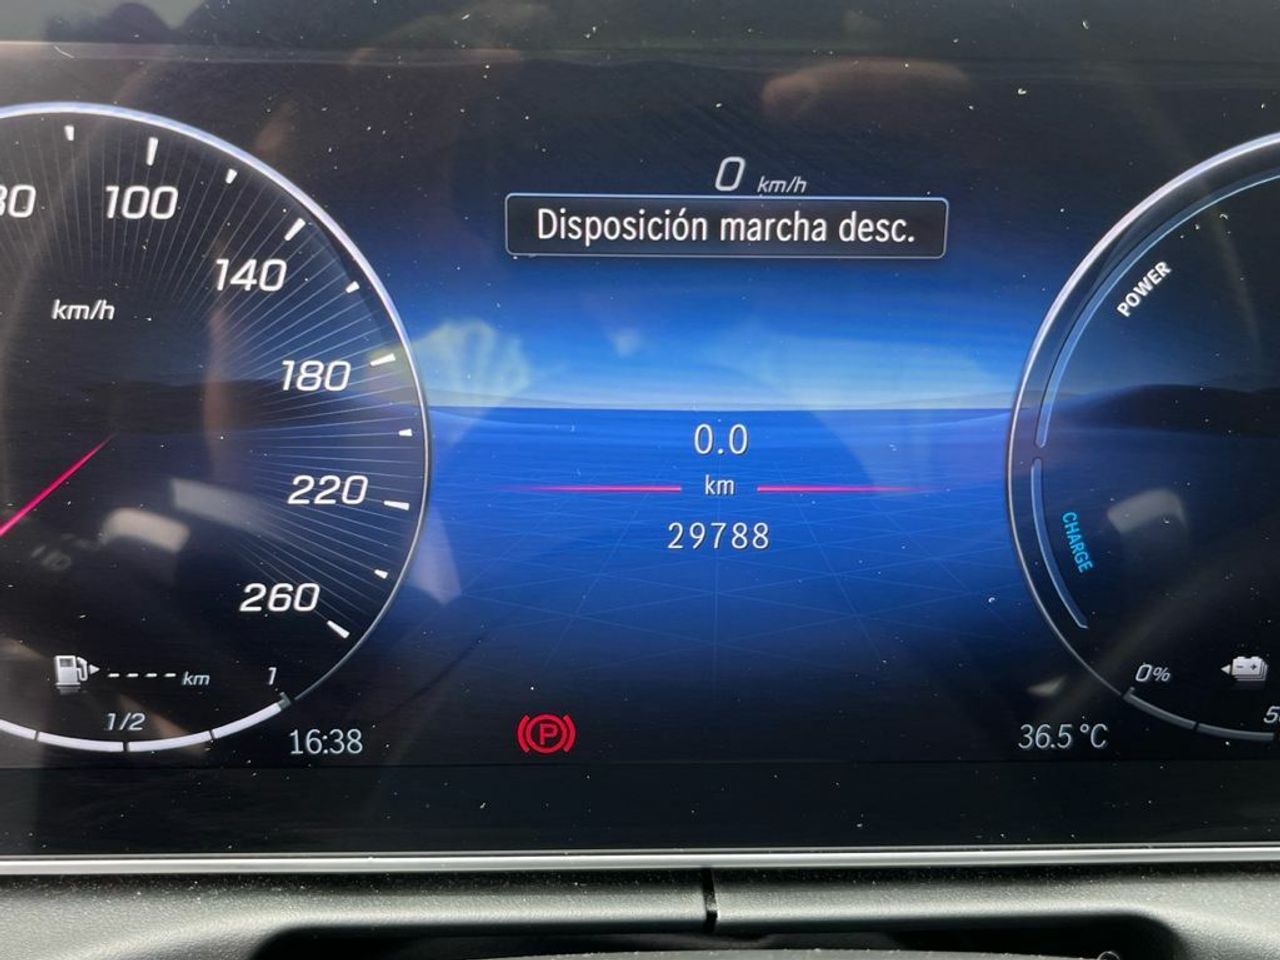 0 km/h
Disposición marcha desc.
100
140
km/h
180
220
260
POWER
0.0
km
29788
CHARGE
----km
1
1/2
16:38
P
36.5°C
0%